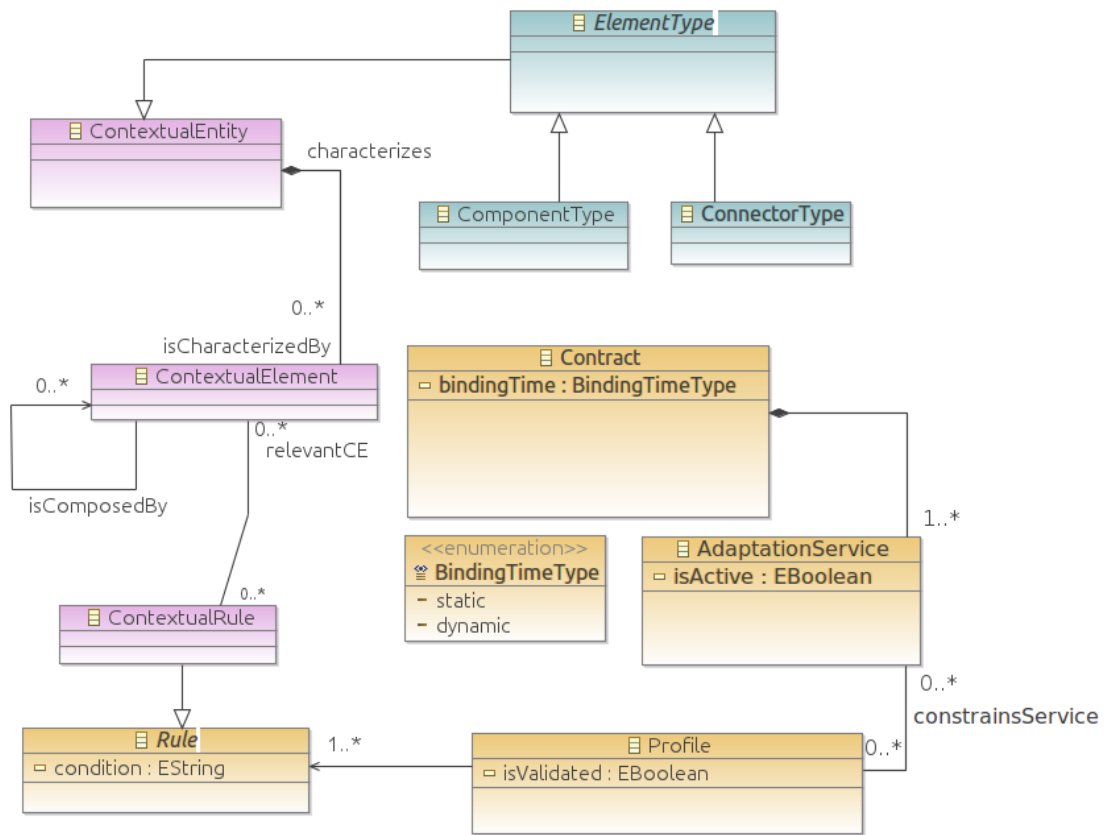 ElementType
ContextualEntity
characterizes
ComponentType
ConnectorType
0..*
isCharacterizedBy
Contract
bindingTime : BindingTimeType
ContextualElement
0..*
0..*
relevantCE
isComposedBy
1..*
<<enumeration>>
BindingTimeType
static
dynamic
AdaptationService
isActive : EBoolean
0..*
ContextualRule
0..*
constrainsService
Rule
condition : EString
1..*
Profile
isValidated : EBoolean
0..*